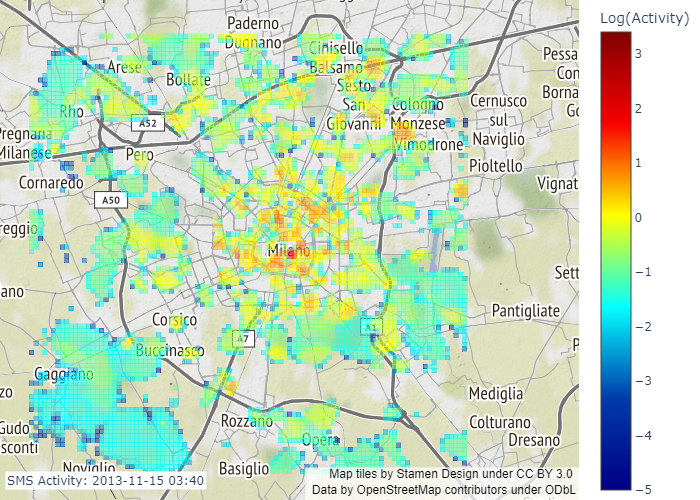 Paderno
Dugnano
Cinisello
Balsamo
Arese
Bollate
Sesto
San
Giovanni
Cologno
Monzese
Rho
A52
Cernusco
sul
Naviglio
Pregnana
Milanese
Pero
Vimodrone
Pioltello
Cornaredo
A50
Vignat
reggio
Milano
Sett
ano
Pantigliate
Corsico
A1
A7
Buccinasco
Gaggiano
Mediglia
Rozzano
Colturano
Dresano
Opera
Gudo
sconti
Noviglio
Basiglio
Pessa
Con
Borna
Go
zo
P
SMS Activity: 2013-11-15 03:40
Map tiles by Stamen Design under CC BY 3.0
Data by OpenStreetMap contributors under ODbL
Log(Activity)
3
2
1
0
−1
−2
−3
−4
−5